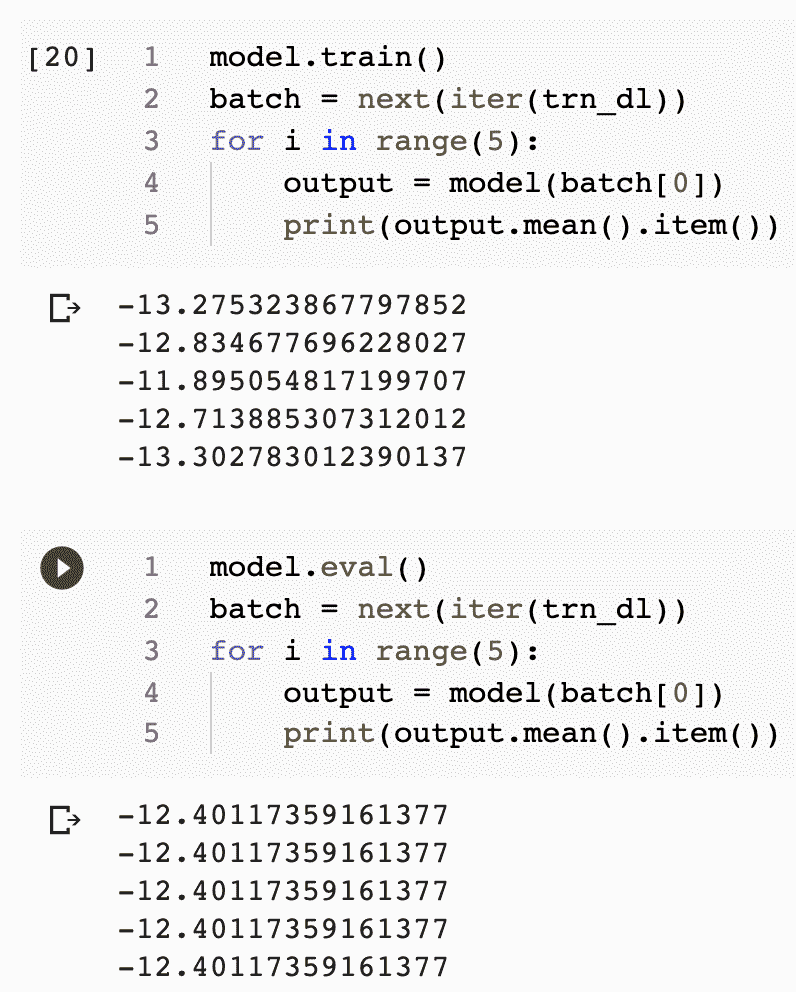 [20] 1 model.train()
2 batch = next(iter(trn_dl))
3 for i in range(5):
4 output = model(batch[0])
5 print(output.mean().item())
-13.275323867797852
-12.834677696228027
-11.895054817199707
-12.713885307312012
-13.302783012390137
1 model.eval()
2 batch = next(iter(trn_dl))
3 for i in range(5):
4 output = model(batch[0])
5 print(output.mean().item())
-12.40117359161377
-12.40117359161377
-12.40117359161377
-12.40117359161377
-12.40117359161377